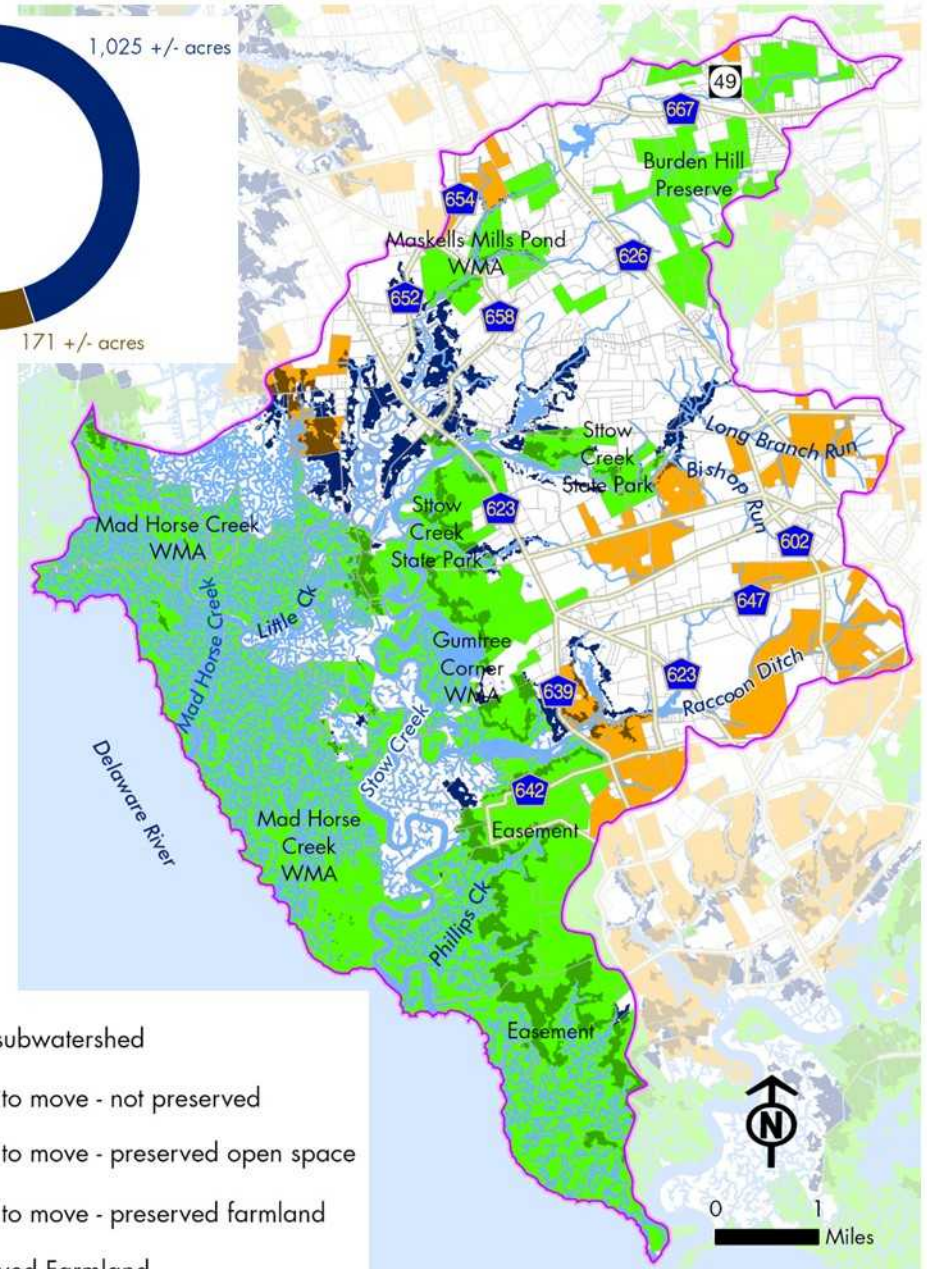 1,025 +/- acres
171 +/- acres
49
667
Burden Hill
Preserve
654
Maskells Mills Pond
WMA
626
652
658
Long Branch Run
Sttow
Creek
State Park
Bishop Run
Sttow
Creek
State Park
623
602
Mad Horse Creek
WMA
647
Little Ck
Mad Horse Creek
Gumtree
Corner
WMA
639
623
Raccoon Ditch
Stow Creek
Delaware River
642
Easement
Mad Horse
Creek
WMA
Phillips Ck
Easement
subwatershed
to move - not preserved
to move - preserved open space
to move - preserved farmland
Farmland
N
0 1
Miles